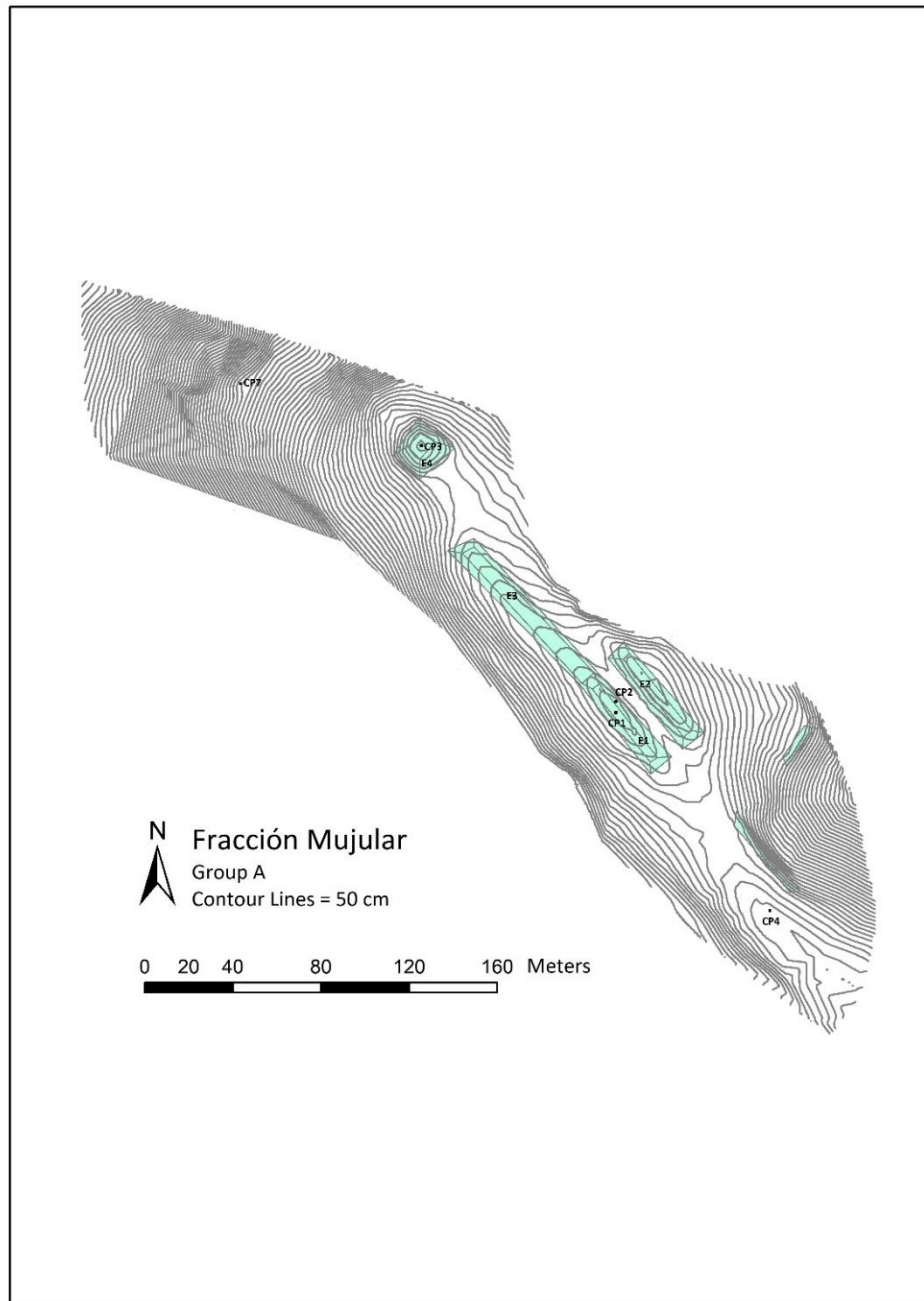 CP7
CP3
E4
E3
E2
CP2
CP1
E1
N
Fracción Mujular
Group A
Contour Lines = 50 cm
CP4
0 20 40 80 120 160 Meters